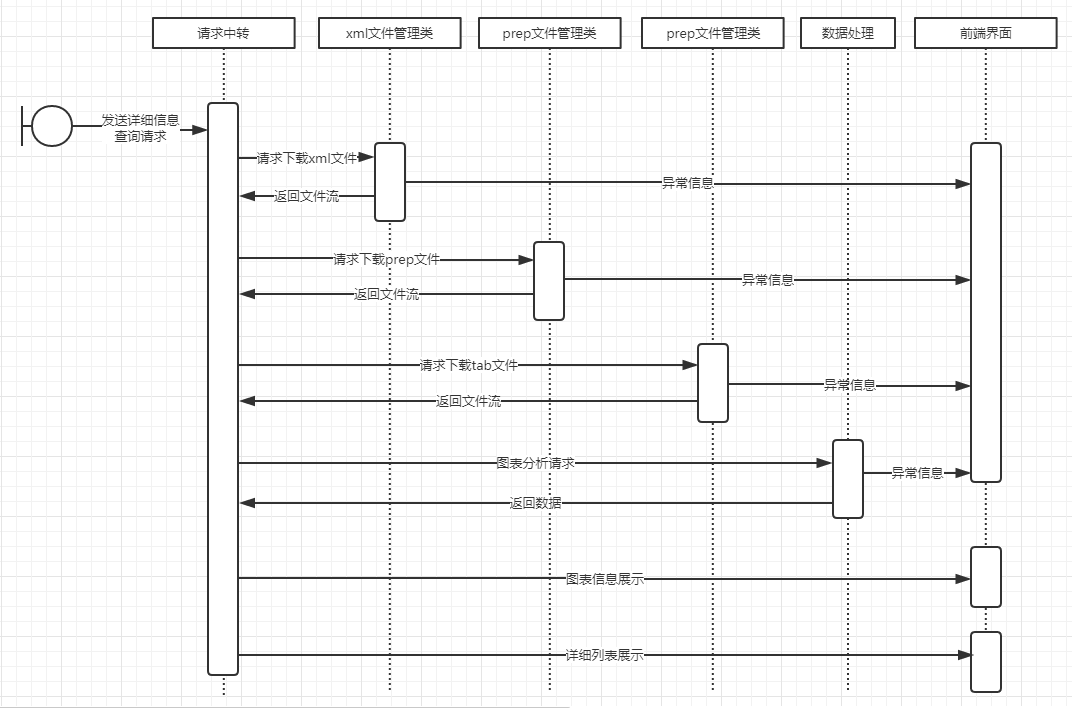 请求中转
xml文件管理类
prep文件管理类
prep文件管理类
数据处理
前端界面
发送详细信息
查询请求
请求下载xml文件
异常信息
返回文件流
请求下载prep文件
异常信息
返回文件流
请求下载tab文件
异常信息
返回文件流
图表分析请求
异常信息
返回数据
图表信息展示
详细列表展示